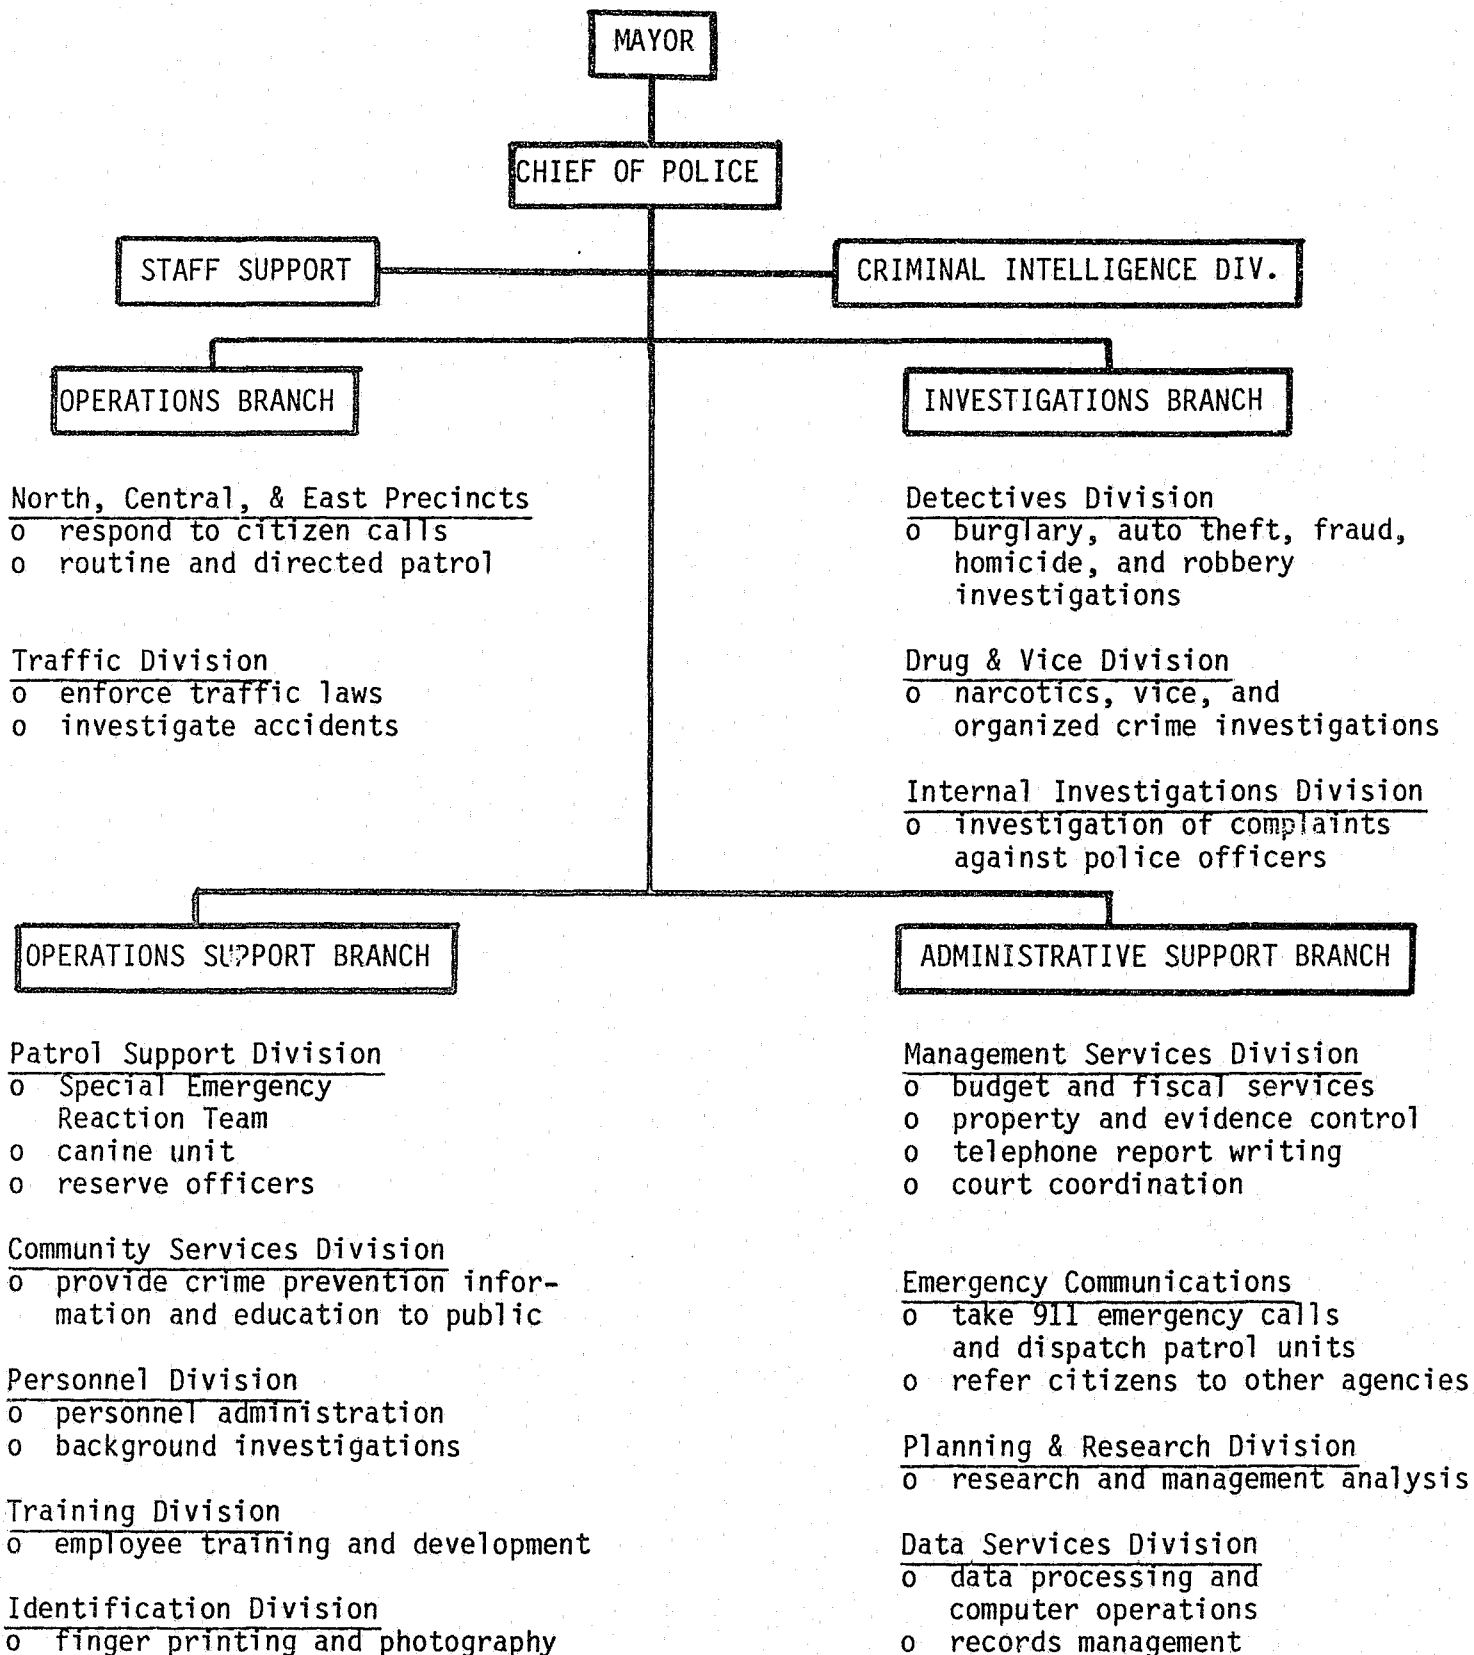 MAYOR
CHIEF OF POLICE
STAFF SUPPORT
CRIMINAL INTELLIGENCE DIV.
OPERATIONS BRANCH
North, Central, & East Precincts
o respond to citizen calls
o routine and directed patrol
Traffic Division
o enforce traffic laws
o investigate accidents
INVESTIGATIONS BRANCH
Detectives Division
o burglary, auto theft, fraud,
homicide, and robbery
investigations
Drug & Vice Division
o narcotics, vice, and
organized crime investigations
Internal Investigations Division
o investigation of complaints
against police officers
OPERATIONS SUPPORT BRANCH
Patrol Support Division
o Special Emergency
Reaction Team
o canine unit
o reserve officers
Community Services Division
o provide crime prevention infor-
mation and education to public
Personnel Division
o personnel administration
o background investigations
Training Division
o employee training and development
Identification Division
o finger printing and photography
ADMINISTRATIVE SUPPORT BRANCH
Management Services Division
o budget and fiscal services
o property and evidence control
o telephone report writing
o court coordination
Emergency Communications
o take 911 emergency calls
and dispatch patrol units
o refer citizens to other agencies
Planning & Research Division
o research and management analysis
Data Services Division
o data processing and
computer operations
o records management